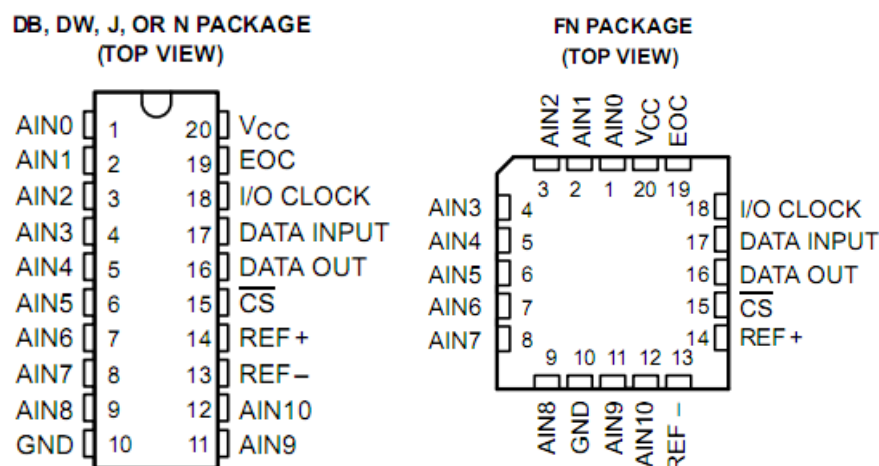 DB, DW, J, OR N PACKAGE
(TOP VIEW)
AIN0 1 20 VCC
AIN1 2 19 EOC
AIN2 3 18 I/O CLOCK
AIN3 4 17 DATA INPUT
AIN4 5 16 DATA OUT
AIN5 6 15 CS
AIN6 7 14 REF+
AIN7 8 13 REF–
AIN8 9 12 AIN10
GND 10 11 AIN9
FN PACKAGE
(TOP VIEW)
AIN2 AIN1 AIN0 VCC EOC
3 2 1 20 19
AIN3 4 18 I/O CLOCK
AIN4 5 17 DATA INPUT
AIN5 6 16 DATA OUT
AIN6 7 15 CS
AIN7 8 14 REF+
9 10 11 12 13
AIN8 GND AIN9 AIN10 REF –